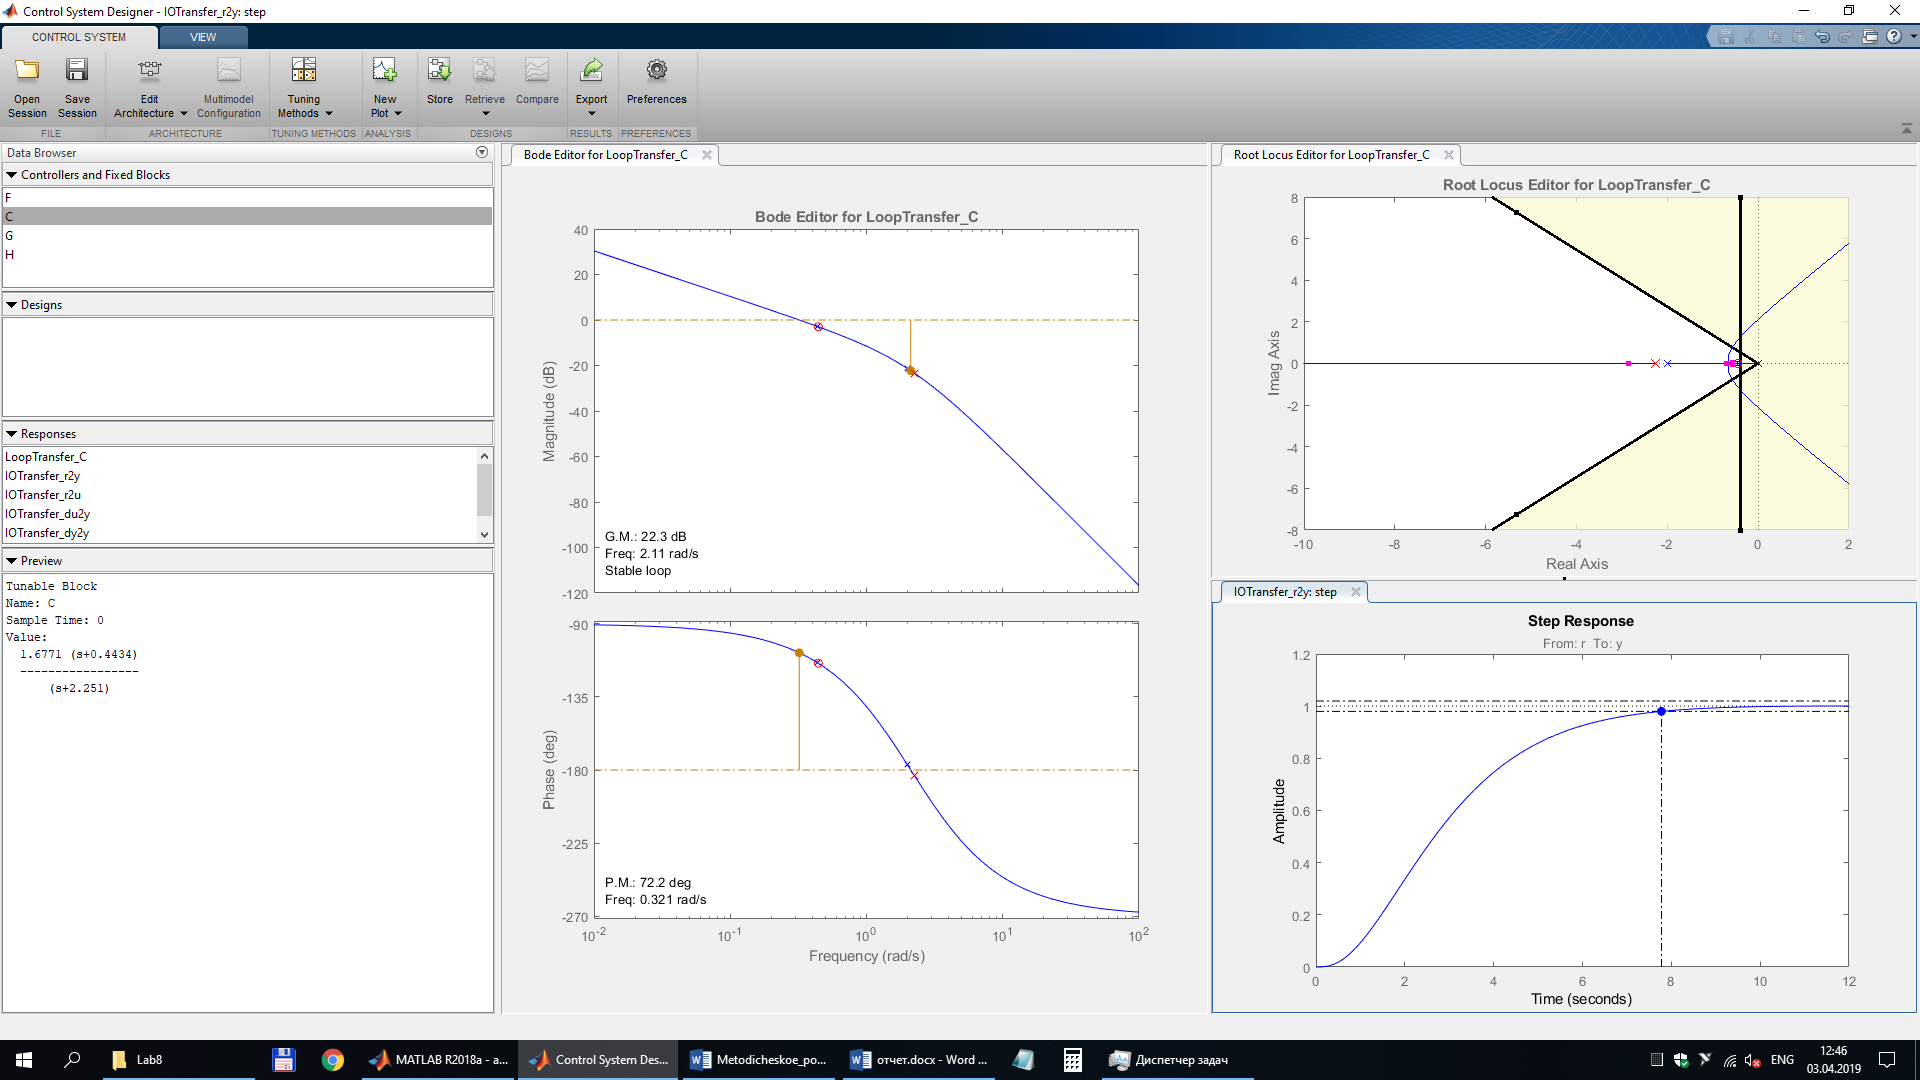 Control System Designer - IOTransfer_r2y: step
CONTROL SYSTEM
VIEW
Open Session
Save Session
Edit Architecture
Multimodel Configuration
Tuning Methods
New Plot
Store
Retrieve
Compare
Export
Preferences
FILE
ARCHITECTURE
TUNING METHODS
ANALYSIS
DESIGNS
RESULTS
PREFERENCES
Data Browser
Controllers and Fixed Blocks
F
C
G
H
Designs
Responses
LoopTransfer_C
IOTransfer_r2y
IOTransfer_r2u
IOTransfer_du2y
IOTransfer_dy2y
Preview
Tunable Block
Name: C
Sample Time: 0
Value:
1.6771 (s+0.4434)
------------------
(s+2.251)
Bode Editor for LoopTransfer_C
Bode Editor for LoopTransfer_C
Magnitude (dB)
40
20
0
-20
-40
-60
-80
-100
-120
G.M.: 22.3 dB
Freq: 2.11 rad/s
Stable loop
Phase (deg)
-90
-135
-180
-225
-270
P.M.: 72.2 deg
Freq: 0.321 rad/s
10-2
10-1
100
101
102
Frequency (rad/s)
Root Locus Editor for LoopTransfer_C
Root Locus Editor for LoopTransfer_C
Imag Axis
8
6
4
2
0
-2
-4
-6
-8
-10
-8
-6
-4
-2
0
2
Real Axis
IOTransfer_r2y: step
Step Response
From: r To: y
Amplitude
1.2
1
0.8
0.6
0.4
0.2
0
0
2
4
6
8
10
12
Time (seconds)
Lab8
MATLAB R2018a - a...
Control System Des...
Metodicheskoe_po...
отчет.docx - Word ...
Диспетчер задач
ENG
12:46
03.04.2019